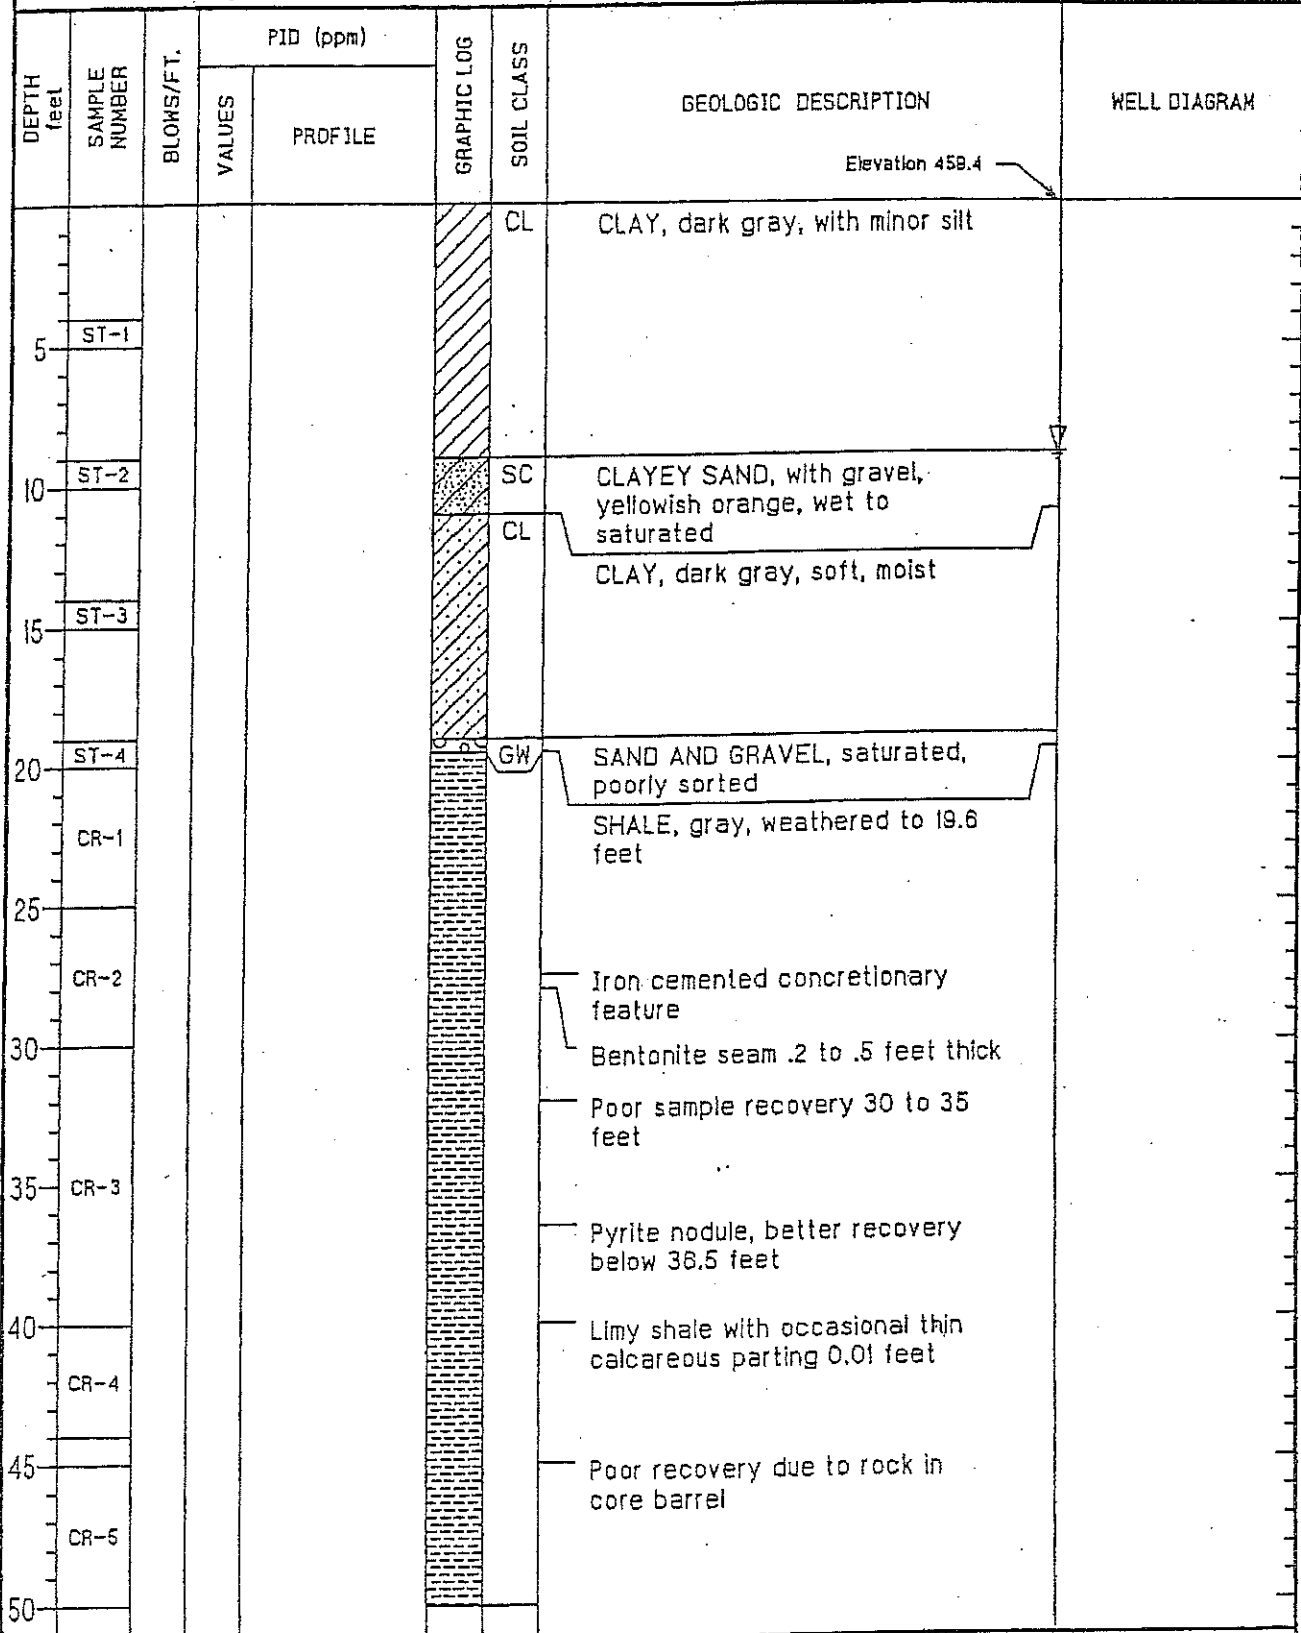 DEPTH
feet
SAMPLE
NUMBER
BLOWS/FT.
PID (ppm)
VALUES
PROFILE
GRAPHIC LOG
SOIL CLASS
GEOLOGIC DESCRIPTION
WELL DIAGRAM
Elevation 459.4
CL
CLAY, dark gray, with minor silt
ST-1
5
ST-2
10
SC
CLAYEY SAND, with gravel,
yellowish orange, wet to
saturated
CL
CLAY, dark gray, soft, moist
ST-3
15
ST-4
20
GW
SAND AND GRAVEL, saturated,
poorly sorted
SHALE, gray, weathered to 19.6
feet
CR-1
25
CR-2
Iron cemented concretionary
feature
30
Bentonite seam .2 to .5 feet thick
Poor sample recovery 30 to 35
feet
35
CR-3
Pyrite nodule, better recovery
below 36.5 feet
40
Limy shale with occasional thin
calcareous parting 0.01 feet
CR-4
45
Poor recovery due to rock in
core barrel
CR-5
50